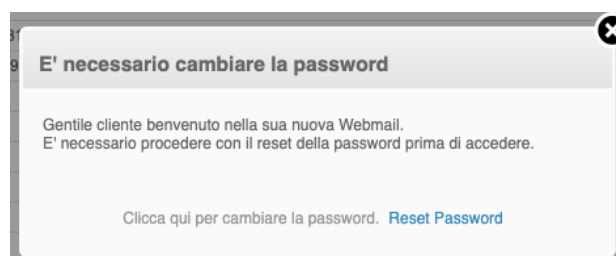 E' necessario cambiare la password
Gentile cliente benvenuto nella sua nuova Webmail.
E' necessario procedere con il reset della password prima di accedere.
Clicca qui per cambiare la password. Reset Password